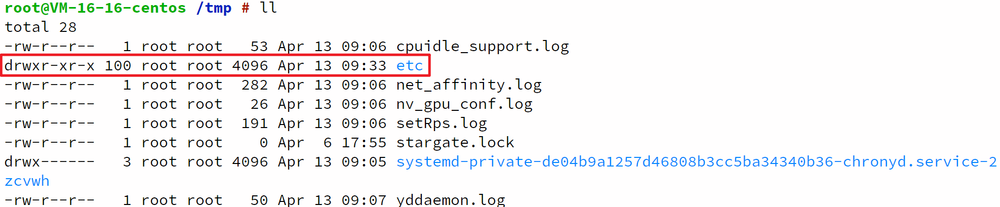 root@VM-16-16-centos /tmp # ll
total 28
-rw-r--r--   1 root root   53 Apr 13 09:06 cpuidle_support.log
drwxr-xr-x 100 root root 4096 Apr 13 09:33 etc
-rw-r--r--   1 root root  282 Apr 13 09:06 net_affinity.log
-rw-r--r--   1 root root   26 Apr 13 09:06 nv_gpu_conf.log
-rw-r--r--   1 root root  191 Apr 13 09:06 setRps.log
-rw-r--r--   1 root root    0 Apr  6 17:55 stargate.lock
drwx------   3 root root 4096 Apr 13 09:05 systemd-private-de04b9a1257d46808b3cc5ba34340b36-chronyd.service-2
zcvwh
-rw-r--r--   1 root root   50 Apr 13 09:07 yddaemon.log